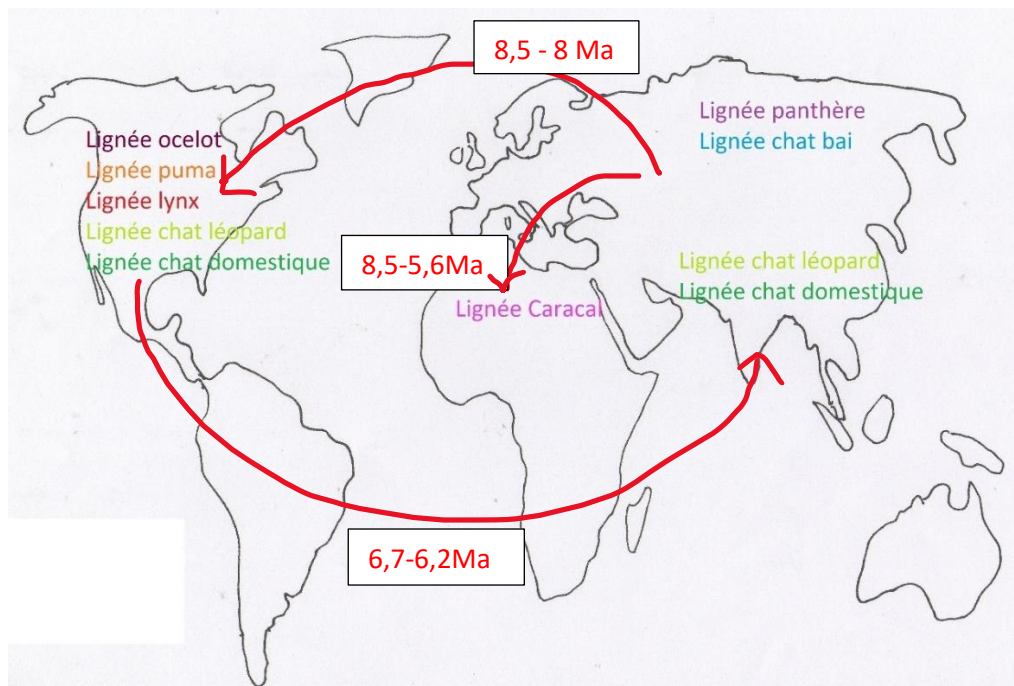 8,5 - 8 Ma
Lignée panthère
Lignée chat bai
Lignée ocelot
Lignée puma
Lignée lynx
Lignée chat léopard
Lignée chat domestique
8,5-5,6Ma
Lignée chat léopard
Lignée chat domestique
Lignée Caracal
6,7-6,2Ma